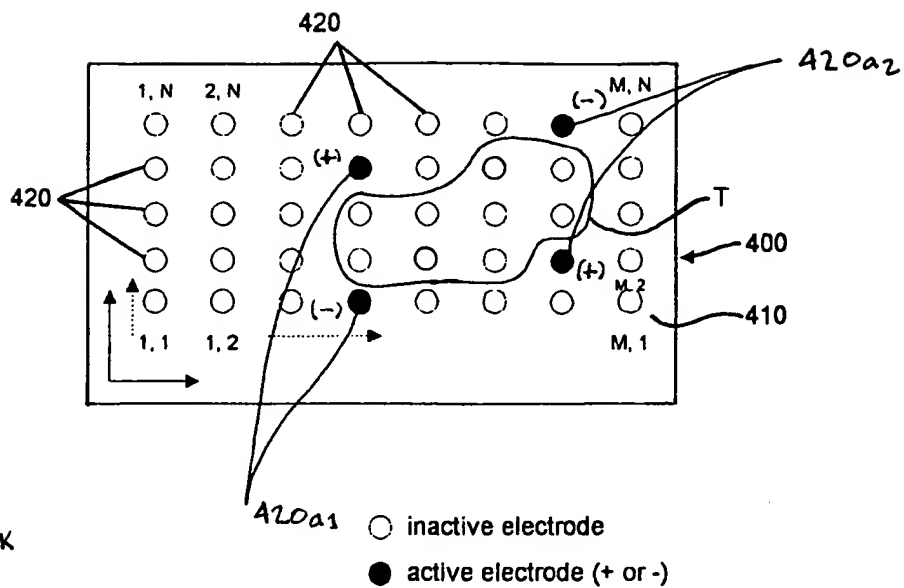 420
420a2
1, N 2, N M, N
(-)
(+)
420
T
400
(+)
M, 2
(-)
410
1, 1 1, 2 M, 1
420a1
K
inactive electrode
active electrode (+ or -)